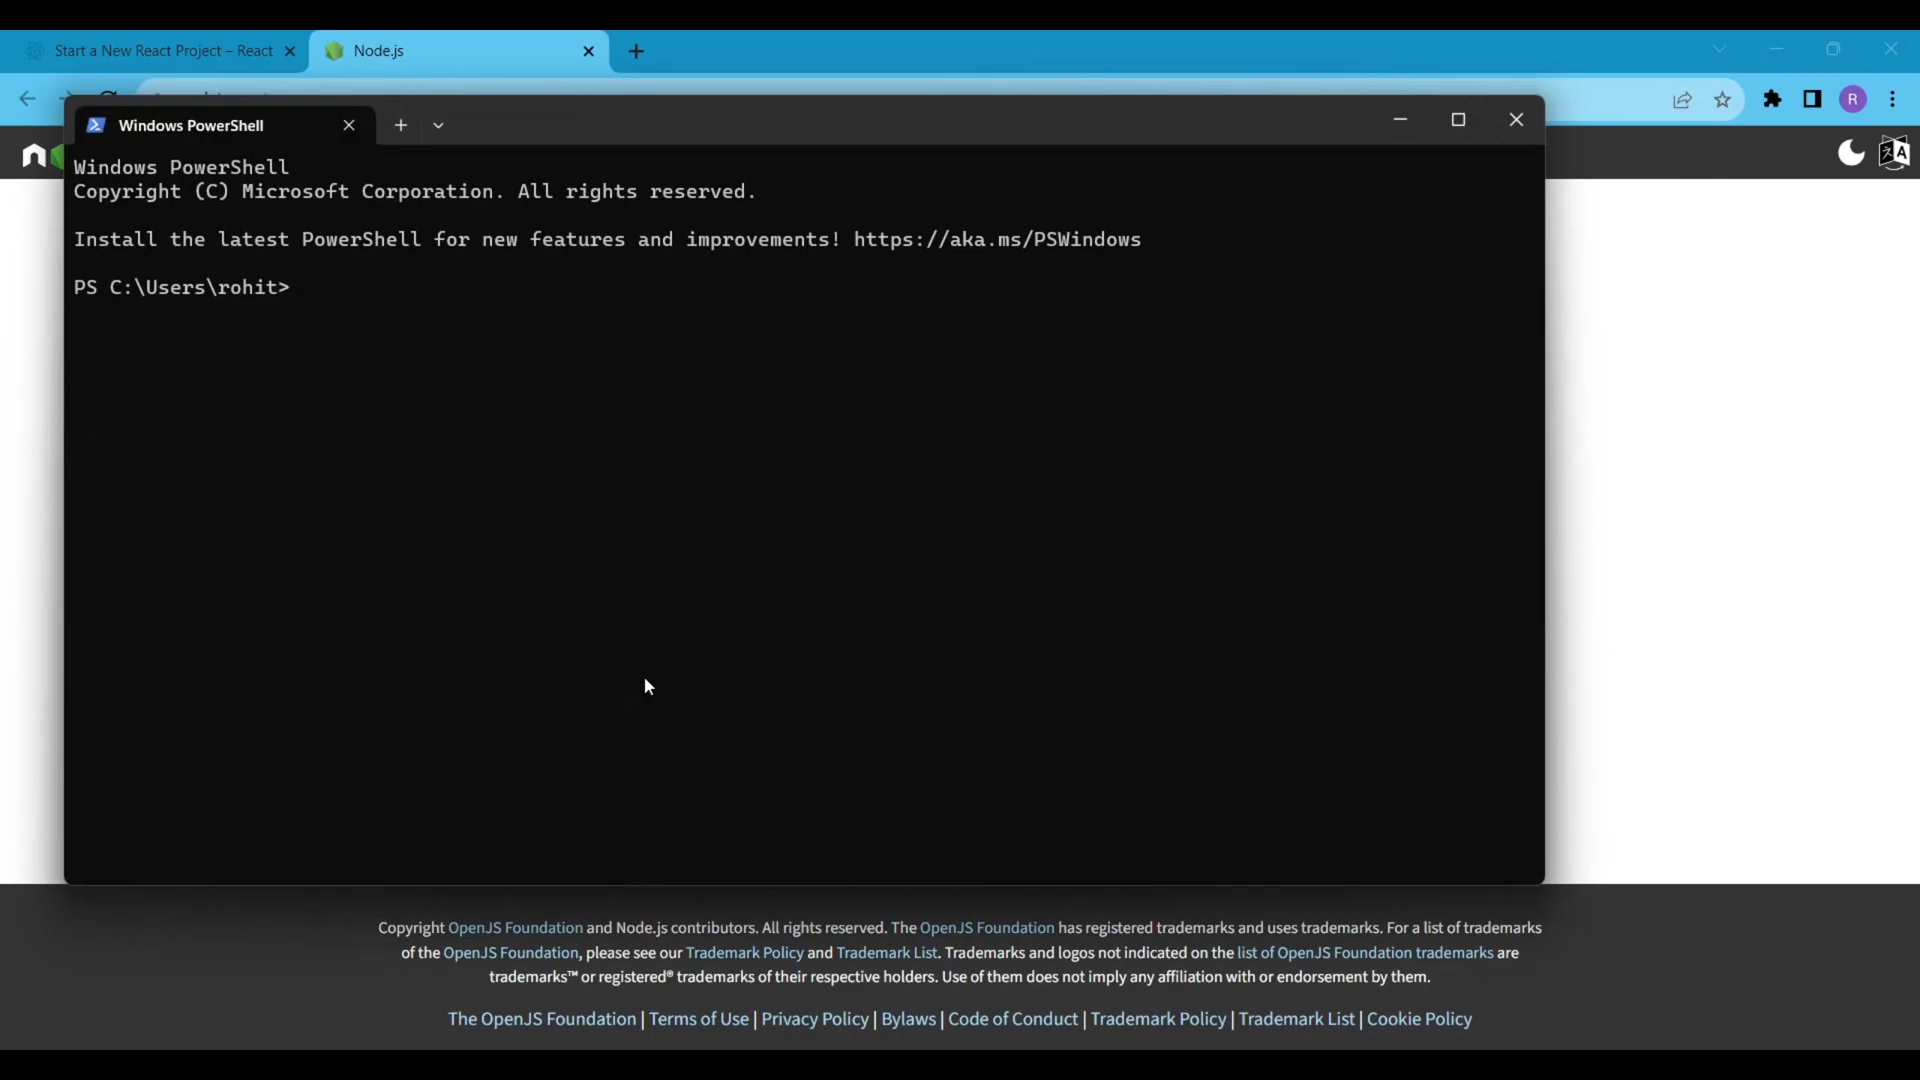 Start a New React Project – React
Node.js
R
Windows PowerShell
Windows PowerShell
Copyright (C) Microsoft Corporation. All rights reserved.
Install the latest PowerShell for new features and improvements! https://aka.ms/PSWindows
PS C:\Users\rohit>
Copyright OpenJS Foundation and Node.js contributors. All rights reserved. The OpenJS Foundation has registered trademarks and uses trademarks. For a list of trademarks
of the OpenJS Foundation, please see our Trademark Policy and Trademark List. Trademarks and logos not indicated on the list of OpenJS Foundation trademarks are
trademarks™ or registered® trademarks of their respective holders. Use of them does not imply any affiliation with or endorsement by them.
The OpenJS Foundation | Terms of Use | Privacy Policy | Bylaws | Code of Conduct | Trademark Policy | Trademark List | Cookie Policy